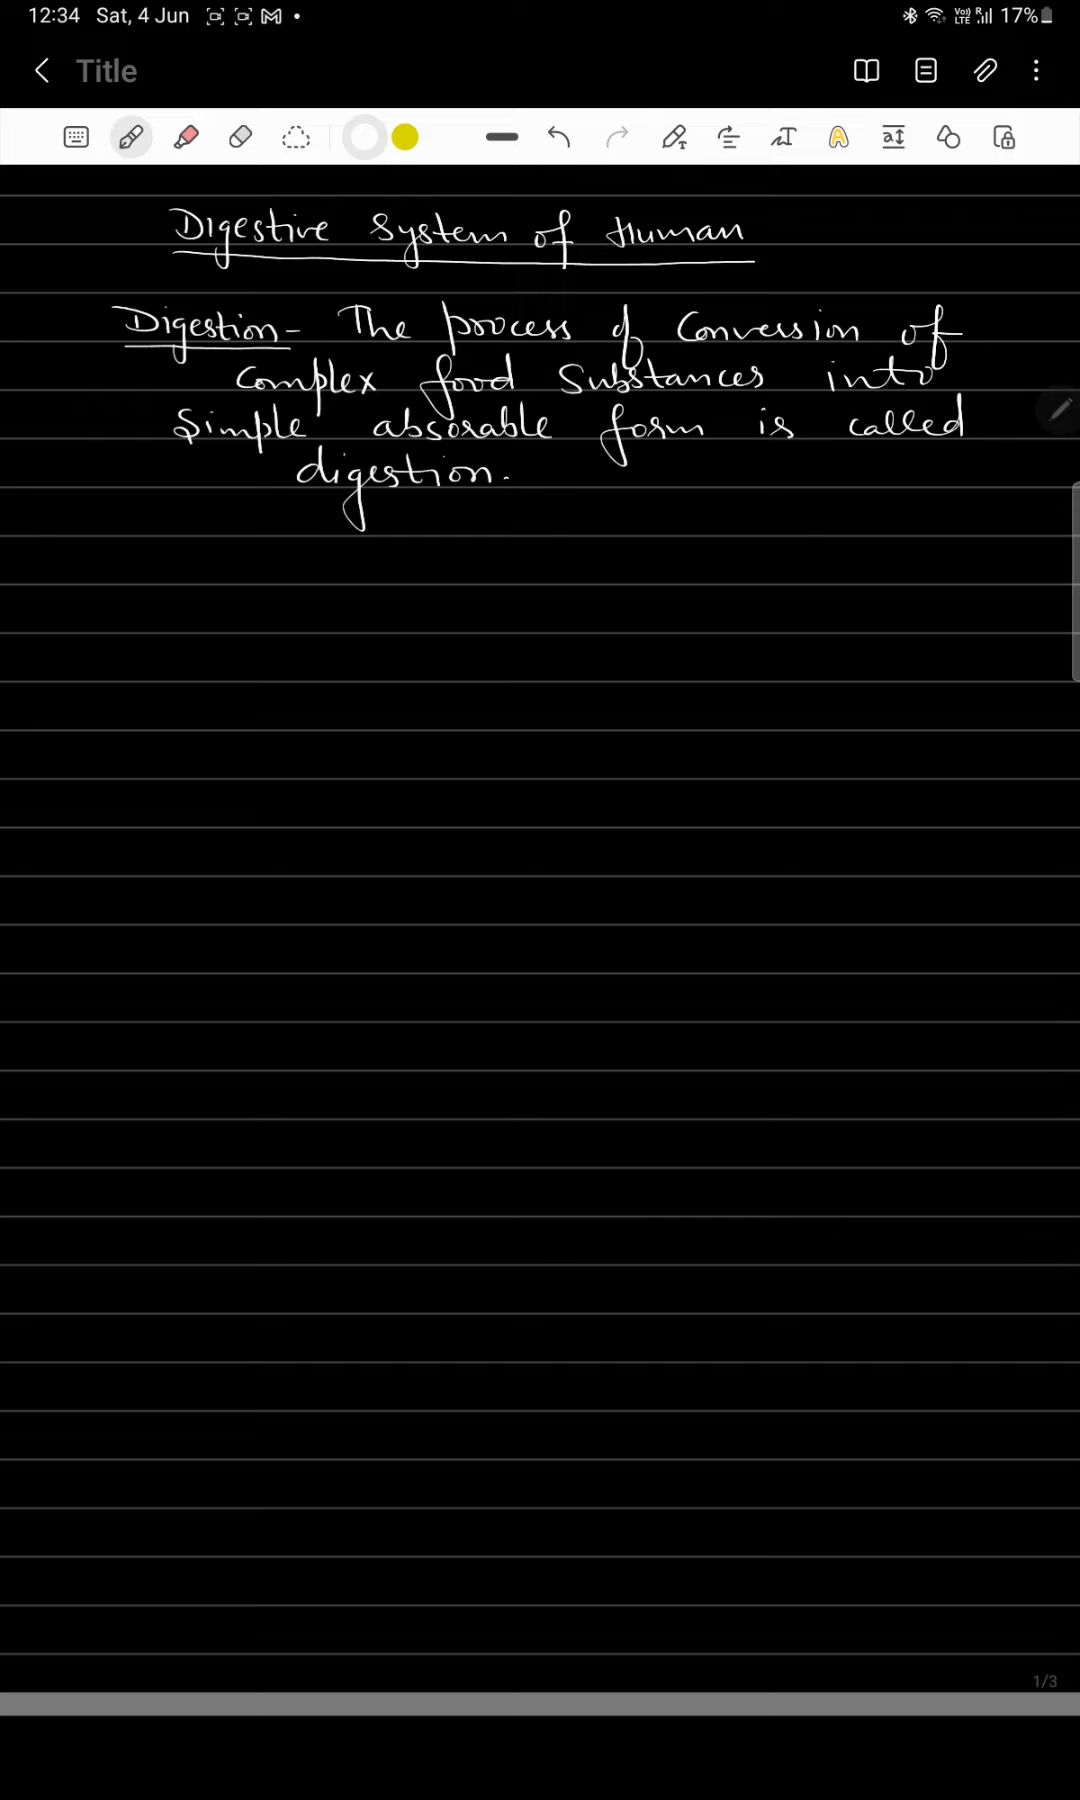 12:34 Sat, 4 Jun 17%
Title
Digestive System of Human
Digestion- The process of Conversion of
Complex food Substances into
Simple absorable form is called
digestion.
1/3